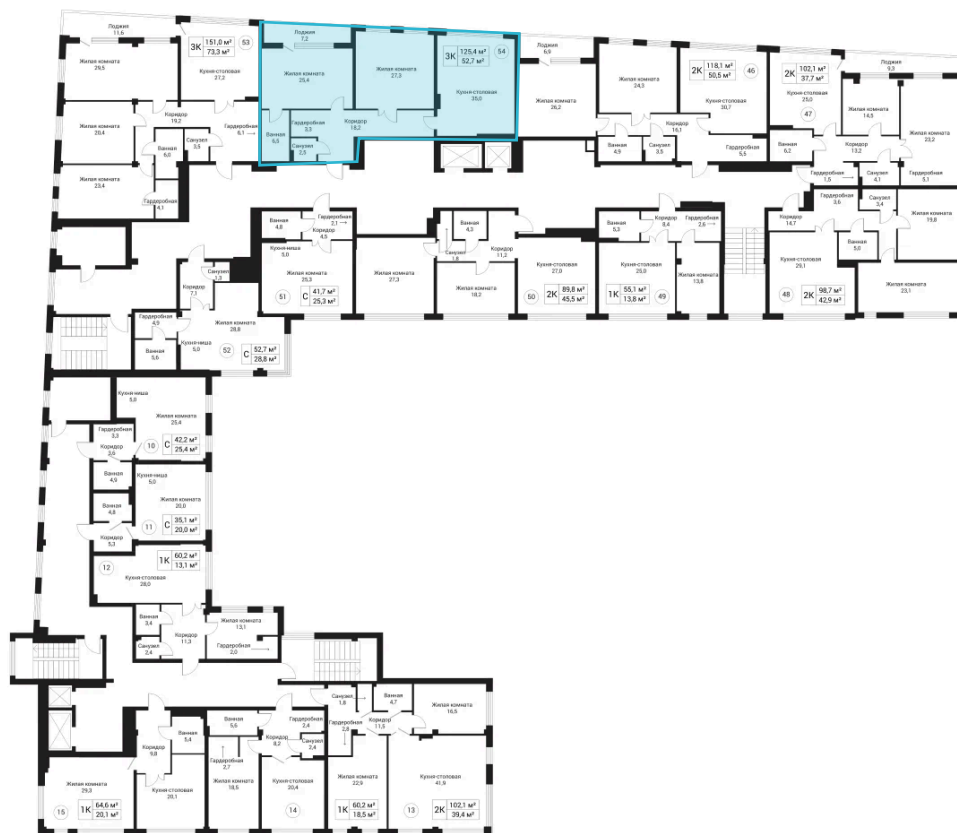 Лоджия
11,6
Жилая комната
29,5
3К 151,0 м² 73,3 м²
53
Кухня-столовая
27,2
Жилая комната
20,4
Коридор
19,2
Гардеробная
6,1
Ванная
6,0
Санузел
3,5
Жилая комната
23,4
Гардеробная
4,1
Лоджия
7,2
Жилая комната
25,4
Жилая комната
27,3
3К 125,4 м² 52,7 м²
54
Кухня-столовая
Гардеробная
3,3
Коридор
18,2
Ванная
Санузел
2,5
Лоджия
6,9
Жилая комната
26,2
Жилая комната
24,3
2К 118,1 м² 50,5 м²
46
Кухня-столовая
30,7
Коридор
16,1
Ванная
4,9
Санузел
3,5
Гардеробная
5,5
2К 102,1 м² 37,7 м²
Кухня-столовая
25,0
47
Лоджия
9,3
Жилая комната
14,5
Жилая комната
23,2
Ванная
6,2
Коридор
13,2
Гардеробная
1,5
Санузел
4,1
Гардеробная
5,1
Ванная
4,8
Гардеробная
2,1
Коридор
4,5
Кухня-ниша
5,0
Жилая комната
25,3
51
С 41,7 м² 25,3 м²
Жилая комната
27,3
Ванная
4,3
Санузел
1,8
Коридор
11,3
Жилая комната
18,2
Кухня-столовая
27,0
50
2К 89,8 м² 45,5 м²
Ванная
5,3
Коридор
8,4
Гардеробная
2,6
Кухня-столовая
25,0
1К 55,1 м² 13,8 м²
49
Жилая комната
13,8
Коридор
14,7
Гардеробная
3,6
Санузел
3,4
Жилая комната
19,8
Ванная
5,0
Кухня-столовая
29,1
48
2К 98,7 м² 42,9 м²
Жилая комната
23,1
Санузел
1,3
Коридор
7,1
Гардеробная
4,9
Жилая комната
28,8
Кухня-ниша
5,0
Ванная
5,6
52
С 52,7 м² 28,8 м²
Кухня-ниша
5,0
Жилая комната
25,4
Гардеробная
3,3
Коридор
3,6
10
С 42,2 м² 25,4 м²
Ванная
4,9
Кухня-ниша
5,0
Жилая комната
20,0
Ванная
4,8
11
С 35,1 м² 20,0 м²
Коридор
5,3
1К 60,2 м² 13,1 м²
12
Кухня-столовая
28,0
Ванная
3,4
Коридор
11,3
Жилая комната
13,1
Санузел
2,4
Гардеробная
2,0
Санузел
1,8
Ванная
4,7
Жилая комната
16,5
Гардеробная
2,8
Коридор
11,5
Ванная
5,6
Гардеробная
2,4
Коридор
8,2
Санузел
2,4
Ванная
5,4
Коридор
9,8
Жилая комната
29,3
15
1К 64,6 м² 20,1 м²
Кухня-столовая
20,1
Гардеробная
2,7
Жилая комната
18,5
Кухня-столовая
20,4
14
Жилая комната
22,9
1К 60,2 м² 18,5 м²
13
Кухня-столовая
41,9
2К 102,1 м² 39,4 м²